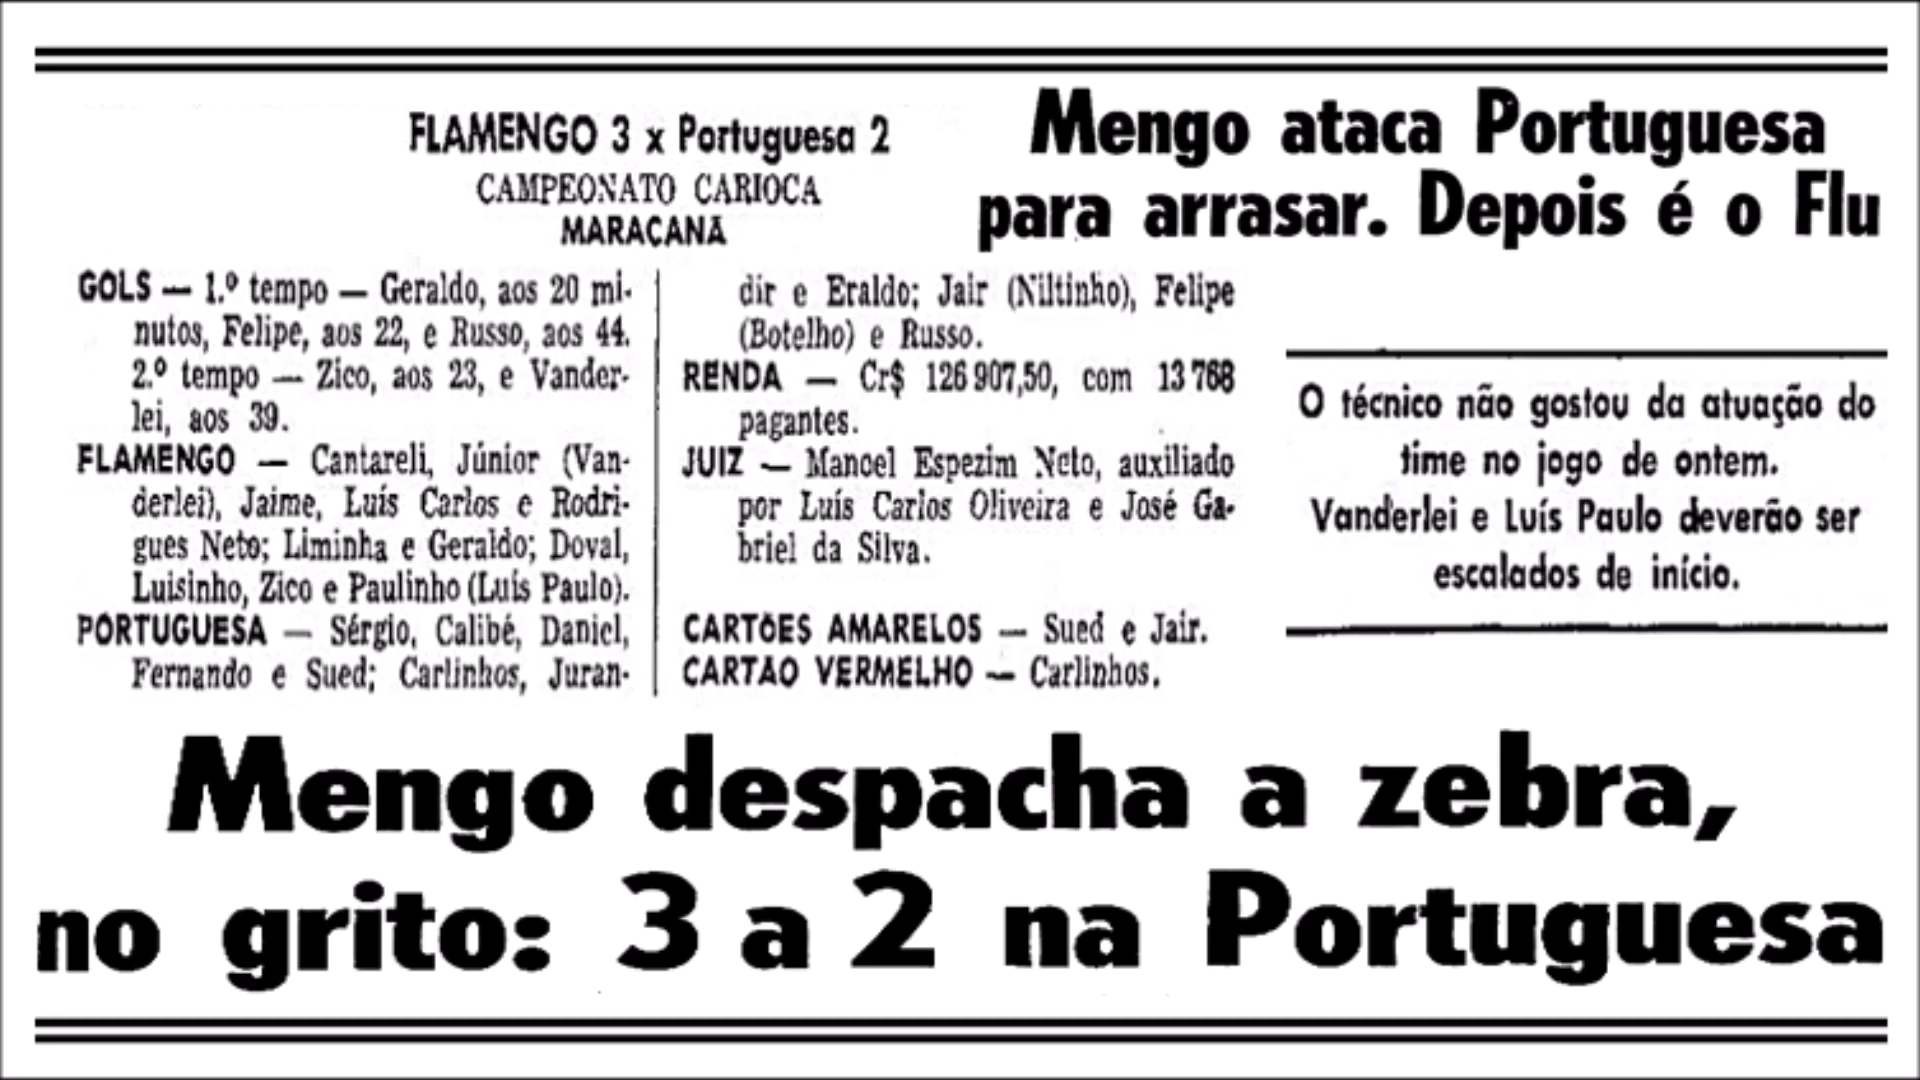 FLAMENGO 3 x Portuguesa 2
CAMPEONATO CARIOCA
MARACANÃ
Mengo ataca Portuguesa
para arrasar. Depois é o Flu
GOLS — 1.º tempo — Geraldo, aos 20 mi-
nutos, Felipe, aos 22, e Russo, aos 44.
2.º tempo — Zico, aos 23, e Vander-
lei, aos 39.
FLAMENGO — Cantareli, Júnior (Van-
derlei), Jaime, Luís Carlos e Rodri-
gues Neto; Liminha e Geraldo; Doval,
Luisinho, Zico e Paulinho (Luís Paulo).
PORTUGUESA — Sérgio, Calibé, Daniel,
Fernando e Sued; Carlinhos, Juran-
dir e Eraldo; Jair (Niltinho), Felipe
(Botelho) e Russo.
RENDA — Cr$ 126 907,50, com 13 768
pagantes.
JUIZ — Manoel Espezim Neto, auxiliado
por Luís Carlos Oliveira e José Ga-
briel da Silva.
CARTÕES AMARELOS — Sued e Jair.
CARTÃO VERMELHO — Carlinhos.
O técnico não gostou da atuação do
time no jogo de ontem.
Vanderlei e Luís Paulo deverão ser
escalados de início.
Mengo despacha a zebra,
no grito: 3 a 2 na Portuguesa